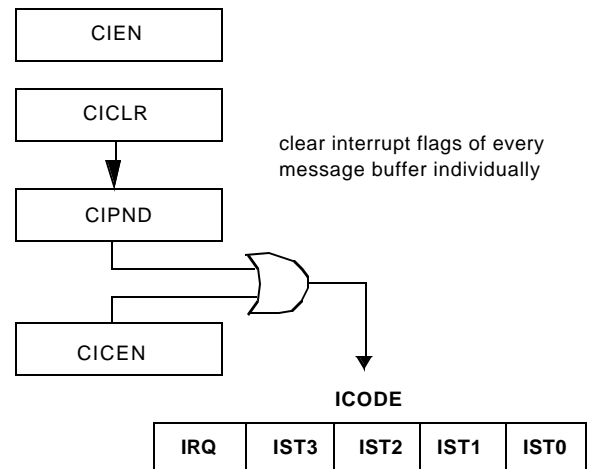 CIEN
CICLR
clear interrupt flags of every
message buffer individually
CIPND
CICEN
ICODE
IRQ IST3 IST2 IST1 IST0